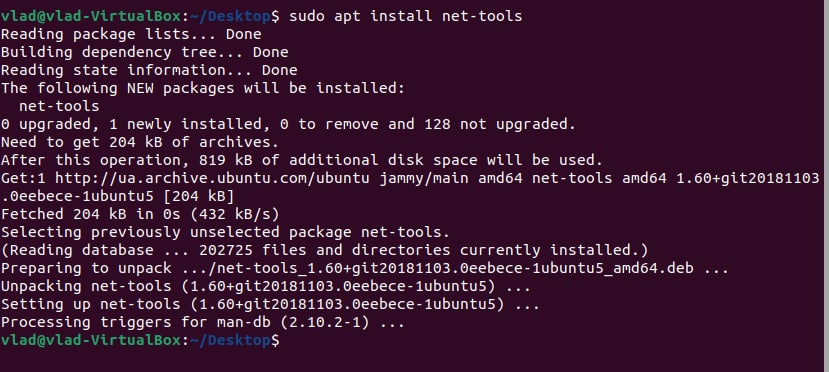 vlad@vlad-VirtualBox:~/Desktop$ sudo apt install net-tools
Reading package lists... Done
Building dependency tree... Done
Reading state information... Done
The following NEW packages will be installed:
  net-tools
0 upgraded, 1 newly installed, 0 to remove and 128 not upgraded.
Need to get 204 kB of archives.
After this operation, 819 kB of additional disk space will be used.
Get:1 http://ua.archive.ubuntu.com/ubuntu jammy/main amd64 net-tools amd64 1.60+git20181103
.0eebece-1ubuntu5 [204 kB]
Fetched 204 kB in 0s (432 kB/s)
Selecting previously unselected package net-tools.
(Reading database ... 202725 files and directories currently installed.)
Preparing to unpack .../net-tools_1.60+git20181103.0eebece-1ubuntu5_amd64.deb ...
Unpacking net-tools (1.60+git20181103.0eebece-1ubuntu5) ...
Setting up net-tools (1.60+git20181103.0eebece-1ubuntu5) ...
Processing triggers for man-db (2.10.2-1) ...
vlad@vlad-VirtualBox:~/Desktop$